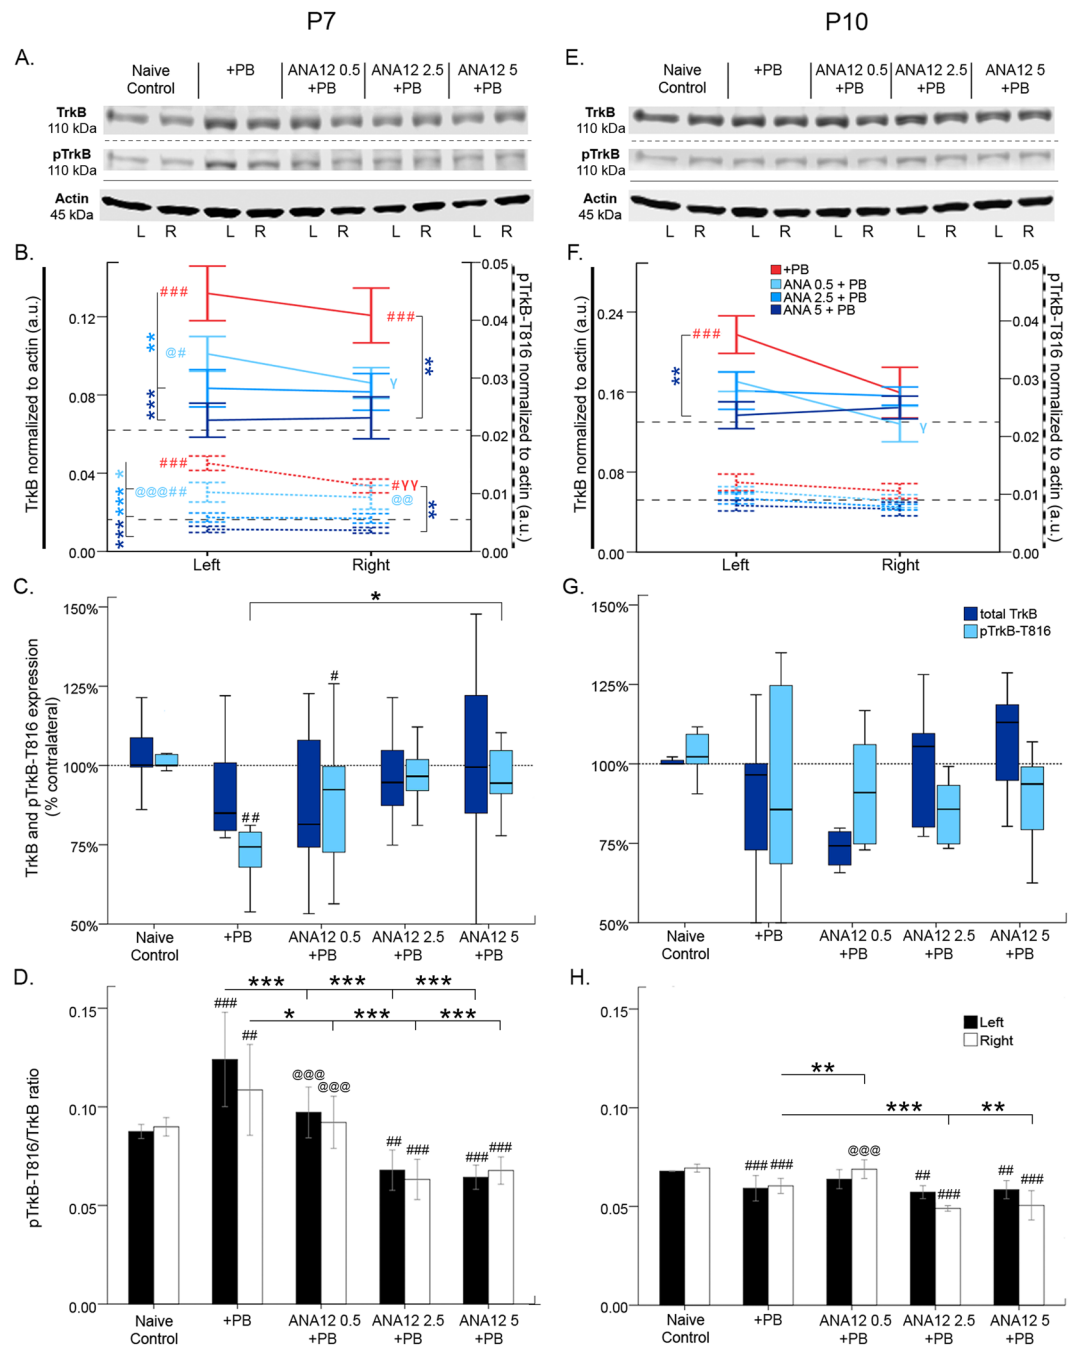 P7
P10
A.
Naive
Control
+PB
ANA12 0.5
+PB
ANA12 2.5
+PB
ANA12 5
+PB
TrkB
110 kDa
pTrkB
110 kDa
Actin
45 kDa
L R L R L R L R L R
E.
Naive
Control
+PB
ANA12 0.5
+PB
ANA12 2.5
+PB
ANA12 5
+PB
TrkB
110 kDa
pTrkB
110 kDa
Actin
45 kDa
L R L R L R L R L R
B.
TrkB normalized to actin (a.u.)
0.12
0.08
0.04
0.00
pTrkB-T816 normalized to actin (a.u.)
0.05
0.04
0.03
0.02
0.01
0.00
###
###
**
@#
γ
***
**
###
@@@##
#γγ
@@
*
***
***
**
Left
Right
F.
TrkB normalized to actin (a.u.)
0.24
0.16
0.08
0.00
pTrkB-T816 normalized to actin (a.u.)
0.05
0.04
0.03
0.02
0.01
0.00
+PB
ANA 0.5 + PB
ANA 2.5 + PB
ANA 5 + PB
###
**
γ
Left
Right
C.
TrkB and pTrkB-T816 expression
(% contralateral)
150%
125%
100%
75%
50%
*
##
#
Naive
Control
+PB
ANA12 0.5
+PB
ANA12 2.5
+PB
ANA12 5
+PB
G.
150%
125%
100%
75%
50%
total TrkB
pTrkB-T816
Naive
Control
+PB
ANA12 0.5
+PB
ANA12 2.5
+PB
ANA12 5
+PB
D.
pTrkB-T816/TrkB ratio
0.15
0.10
0.05
0.00
*** *** ***
* *** ***
###
##
@@@
@@@
##
###
###
###
Naive
Control
+PB
ANA12 0.5
+PB
ANA12 2.5
+PB
ANA12 5
+PB
H.
0.15
0.10
0.05
0.00
Left
Right
**
*** **
###
###
@@@
##
###
##
###
Naive
Control
+PB
ANA12 0.5
+PB
ANA12 2.5
+PB
ANA12 5
+PB